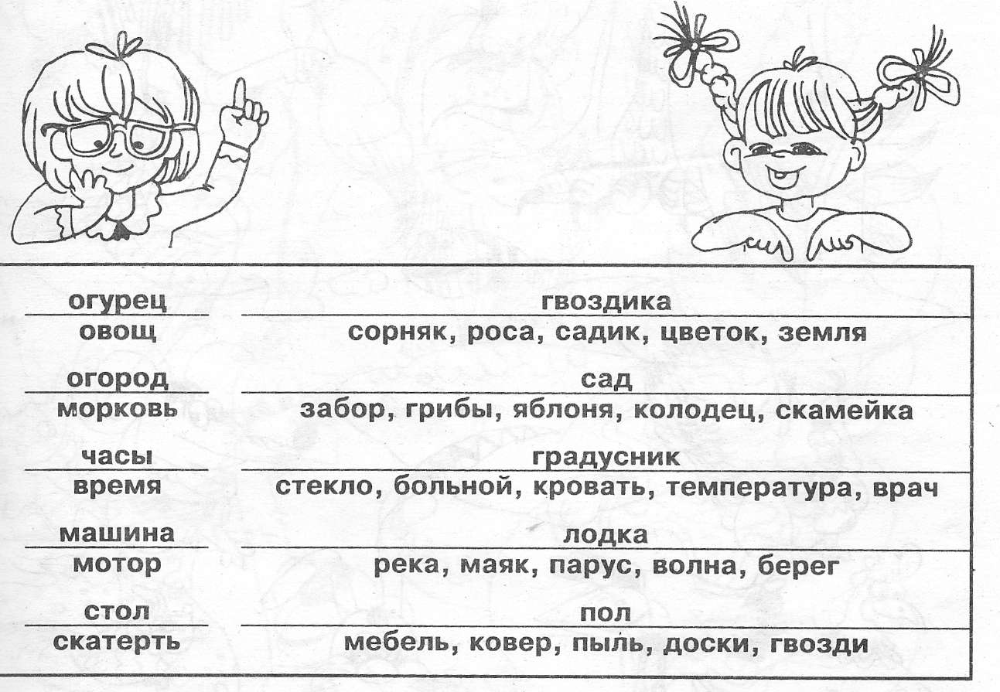 огурец гвоздика
овощ сорняк, роса, садик, цветок, земля
огород сад
морковь забор, грибы, яблоня, колодец, скамейка
часы градусник
время стекло, больной, кровать, температура, врач
машина лодка
мотор река, маяк, парус, волна, берег
стол пол
скатерть мебель, ковер, пыль, доски, гвозди